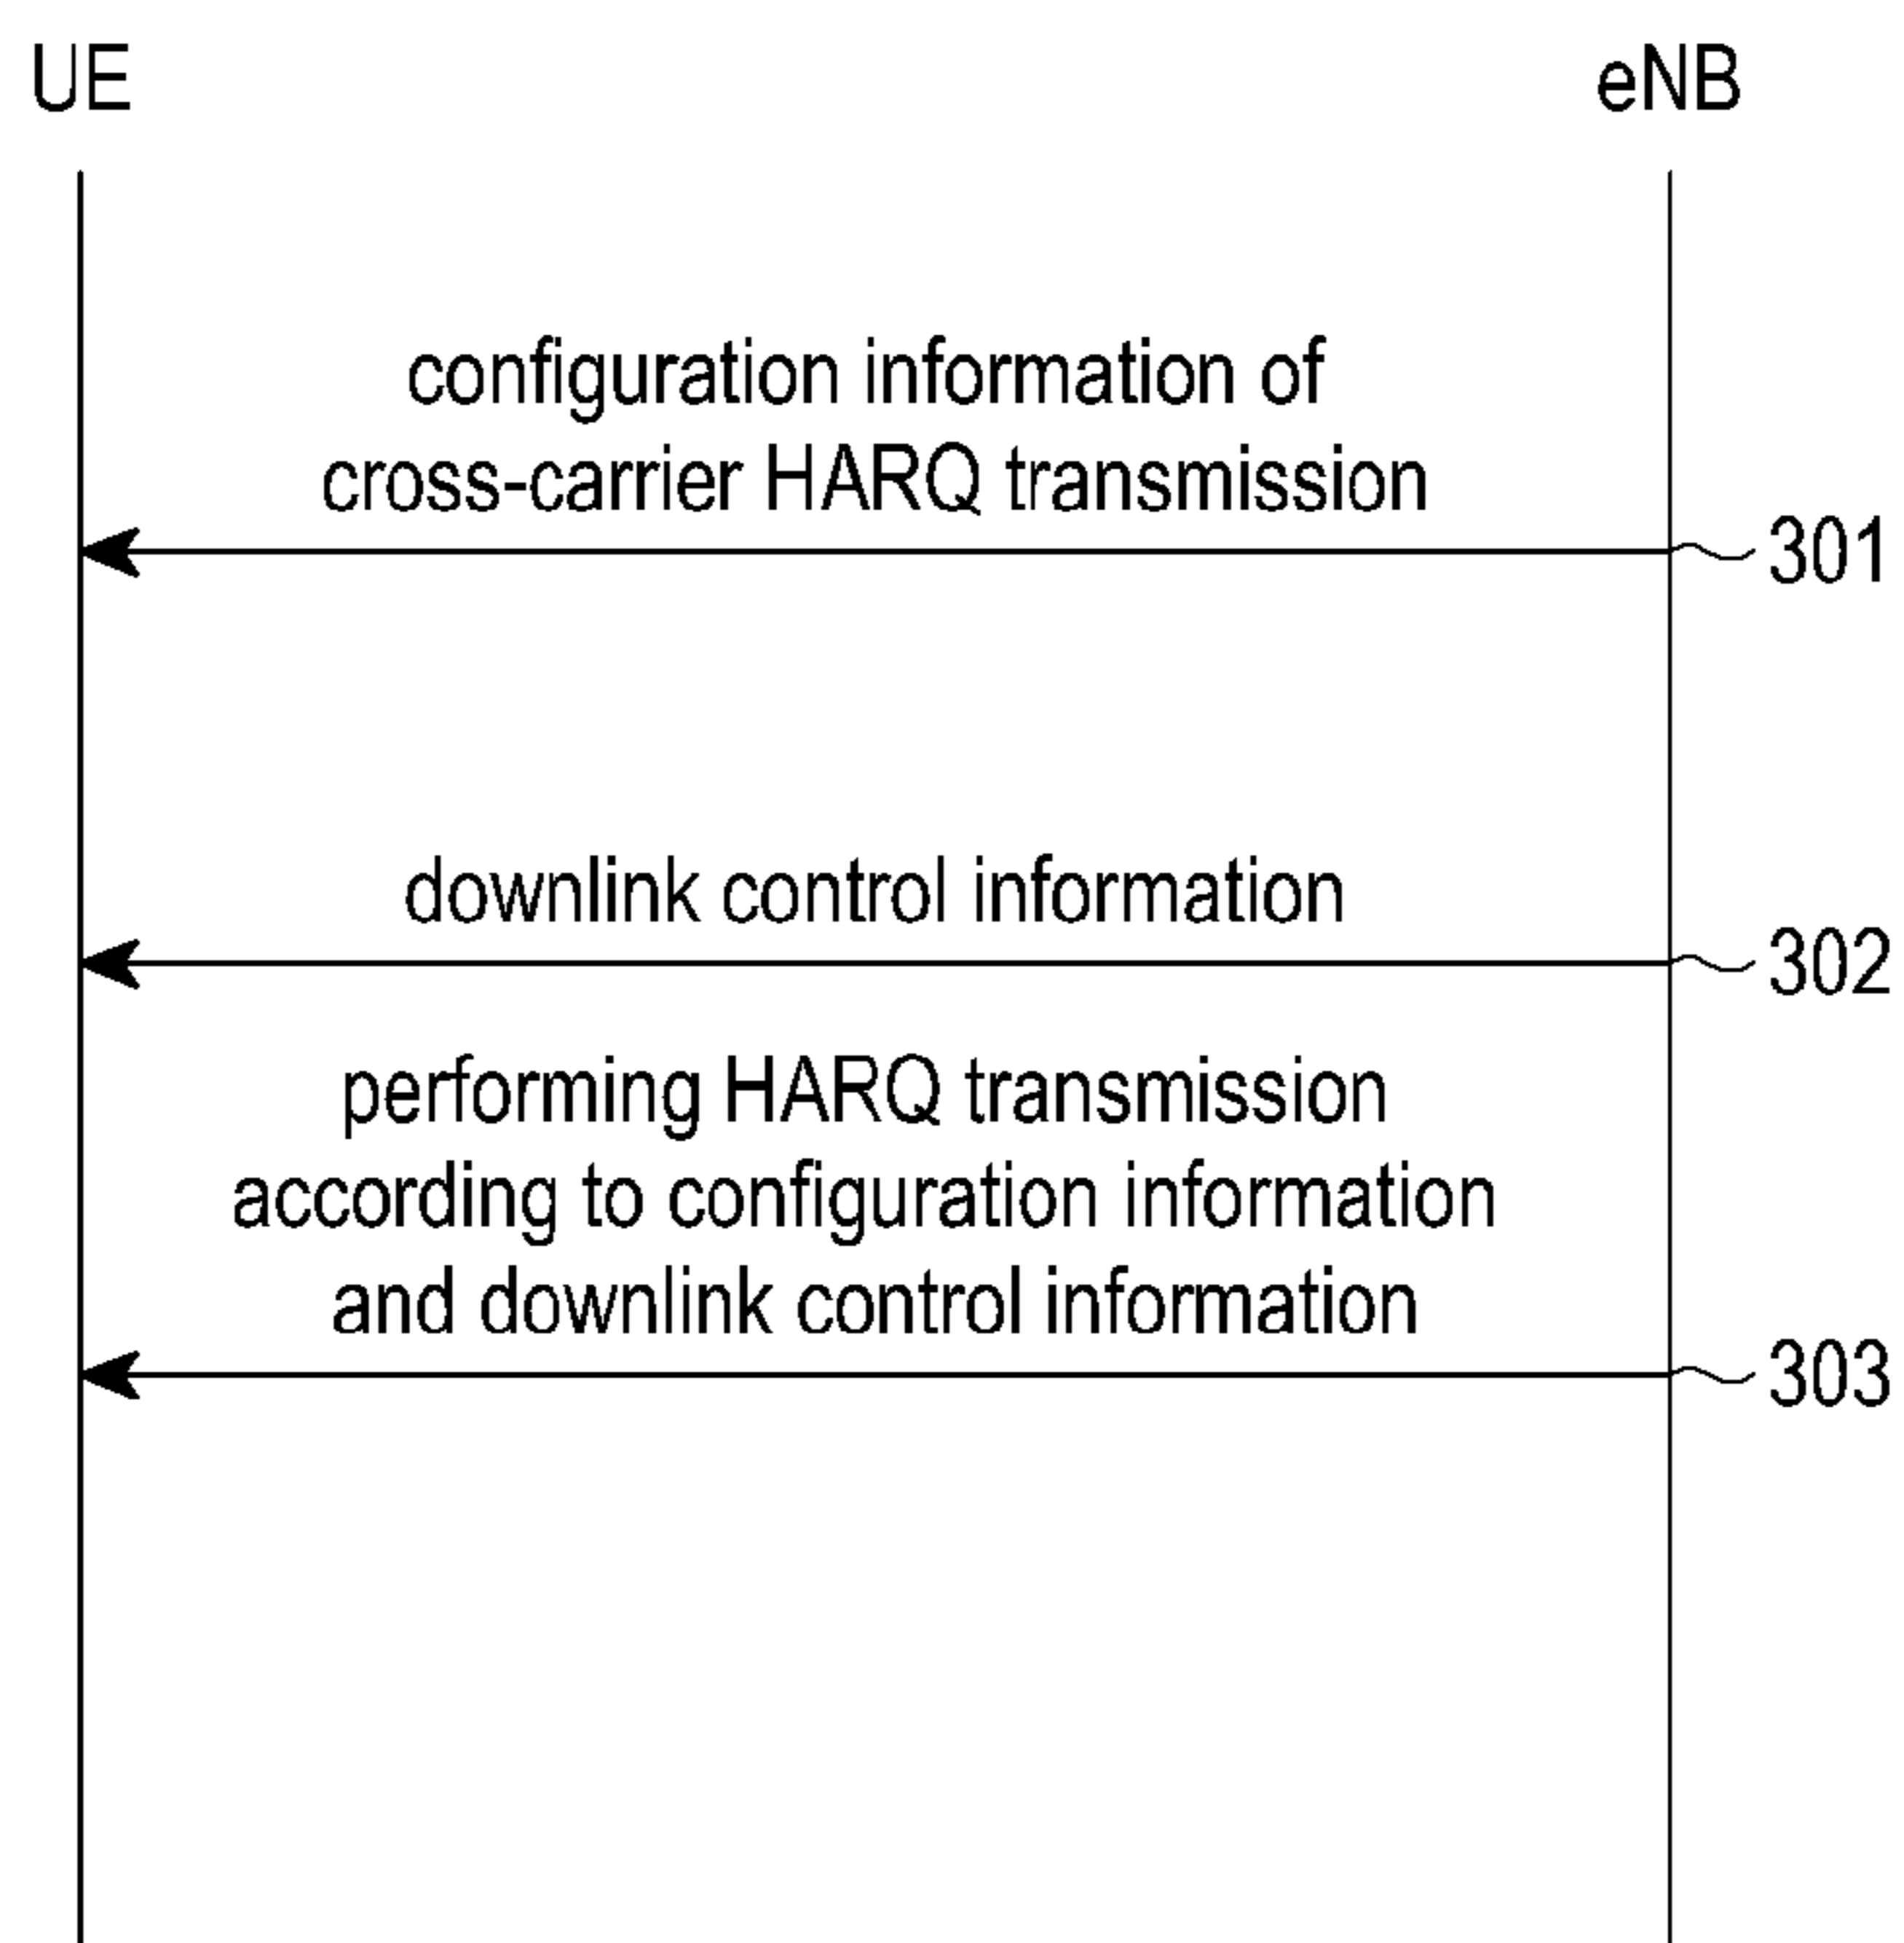 UE
eNB
configuration information of
cross-carrier HARQ transmission
301
downlink control information
302
performing HARQ transmission
according to configuration information
and downlink control information
303